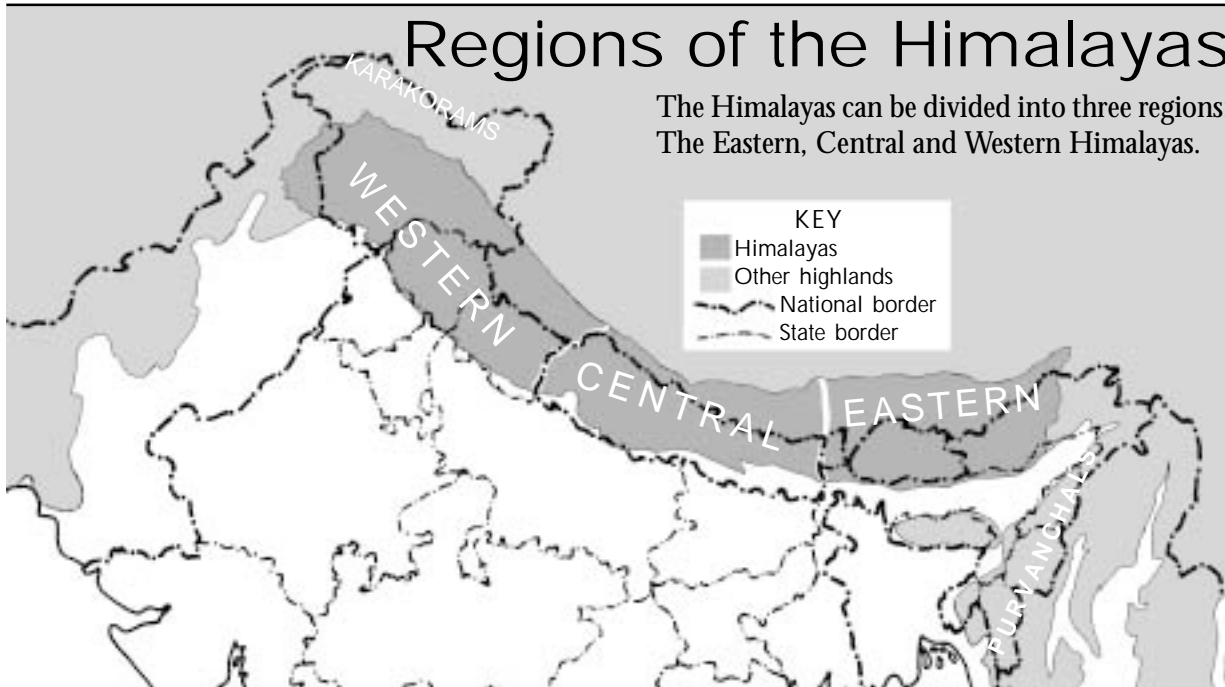 Regions of the Himalayas
KARAKORAMS
The Himalayas can be divided into three regions
The Eastern, Central and Western Himalayas.
KEY
Himalayas
Other highlands
National border
State border
WESTERN
CENTRAL
EASTERN
PURVANCHALS